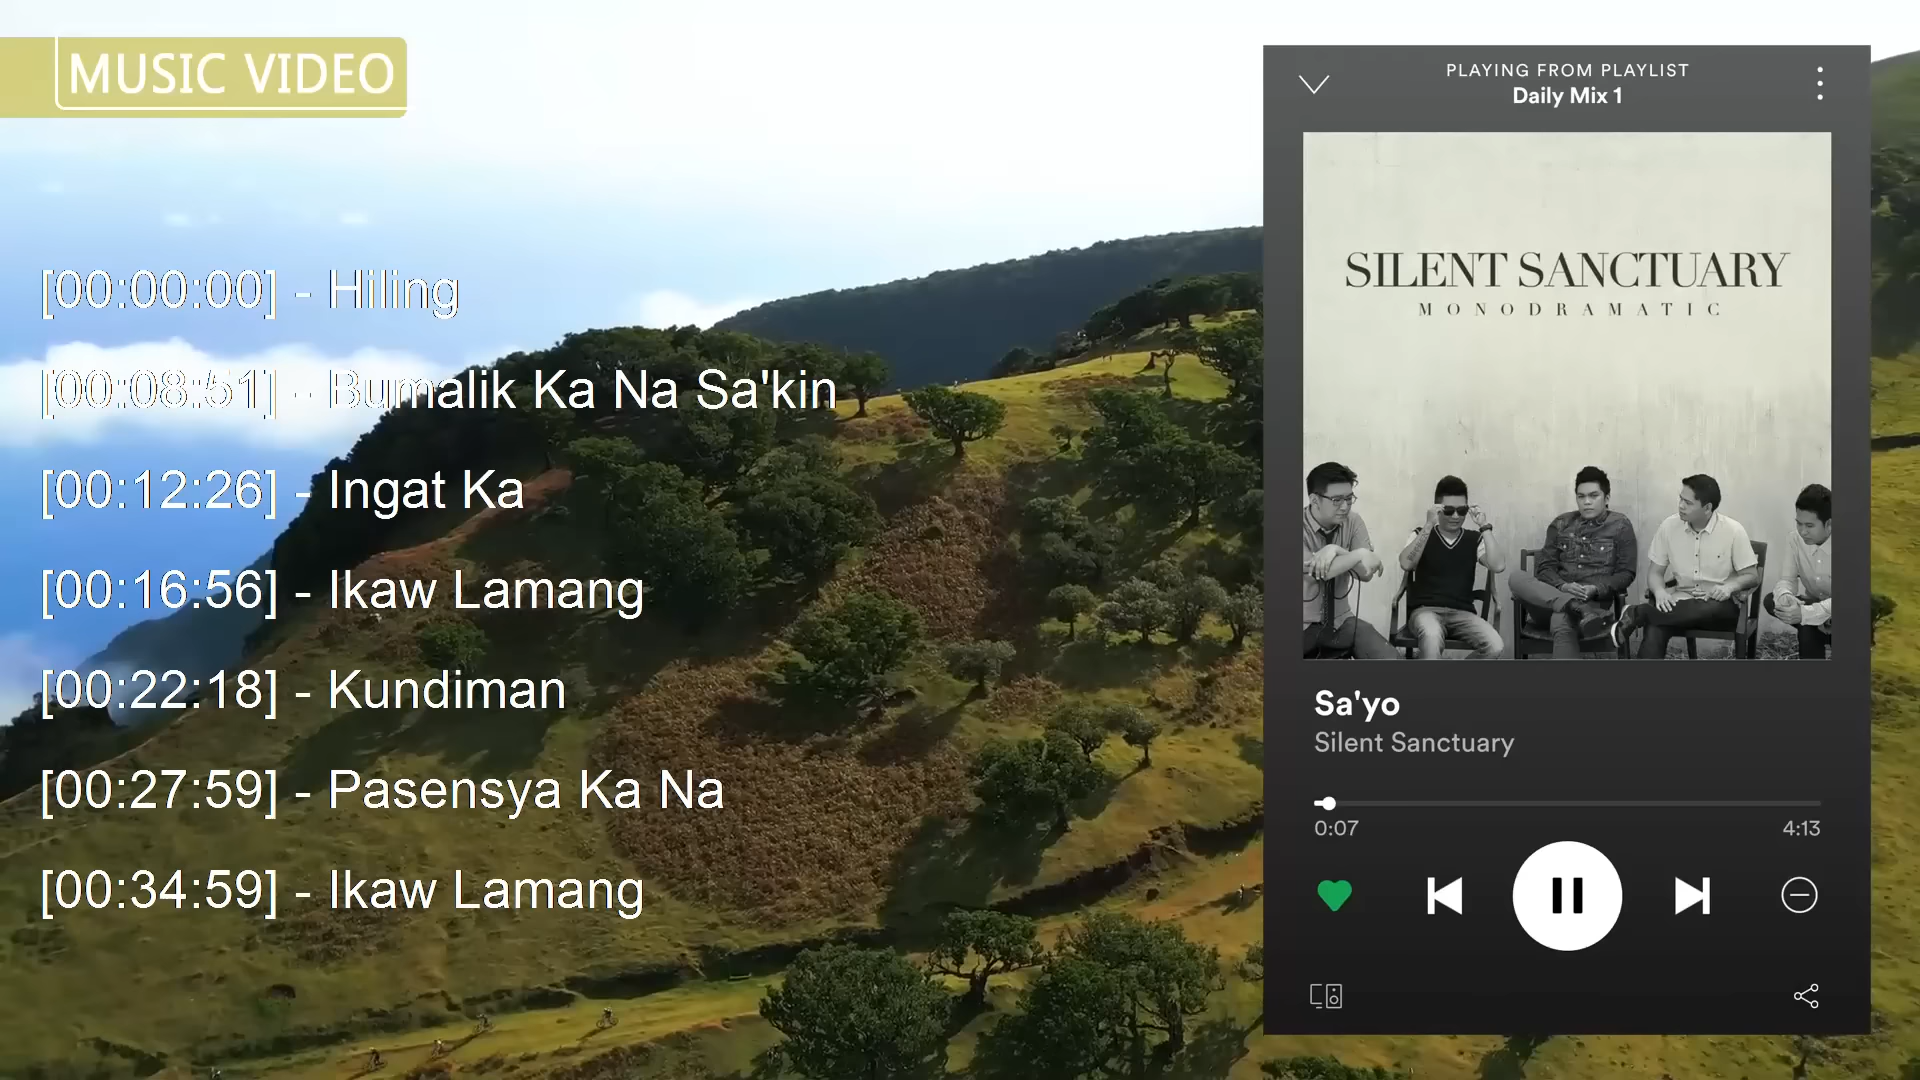 MUSIC VIDEO
[00:00:00] - Hiling
[00:08:51] - Bumalik Ka Na Sa'kin
[00:12:26] - Ingat Ka
[00:16:56] - Ikaw Lamang
[00:22:18] - Kundiman
[00:27:59] - Pasensya Ka Na
[00:34:59] - Ikaw Lamang
PLAYING FROM PLAYLIST
Daily Mix 1
SILENT SANCTUARY
MONODRAMATIC
Sa'yo
Silent Sanctuary
0:07
4:13